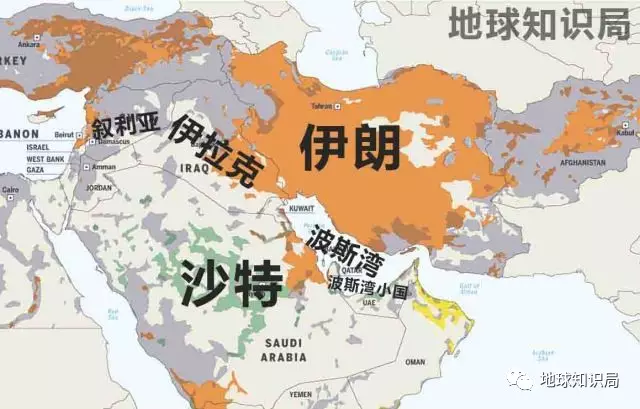 地球知识局
Black Sea
Ankara
RKEY
Caspian Sea
Tehran
伊朗
叙利亚
伊拉克
BANON
Beirut
Damascus
ISRAEL
WEST BANK
GAZA
Amman
JORDAN
IRAQ
Kabul
AFGHANISTAN
Cairo
KUWAIT
波斯湾
QATAR
波斯湾小国
UAE
Gulf of Oman
沙特
Red Sea
SAUDI
ARABIA
OMAN
Arabian Sea
YEMEN
地球知识局